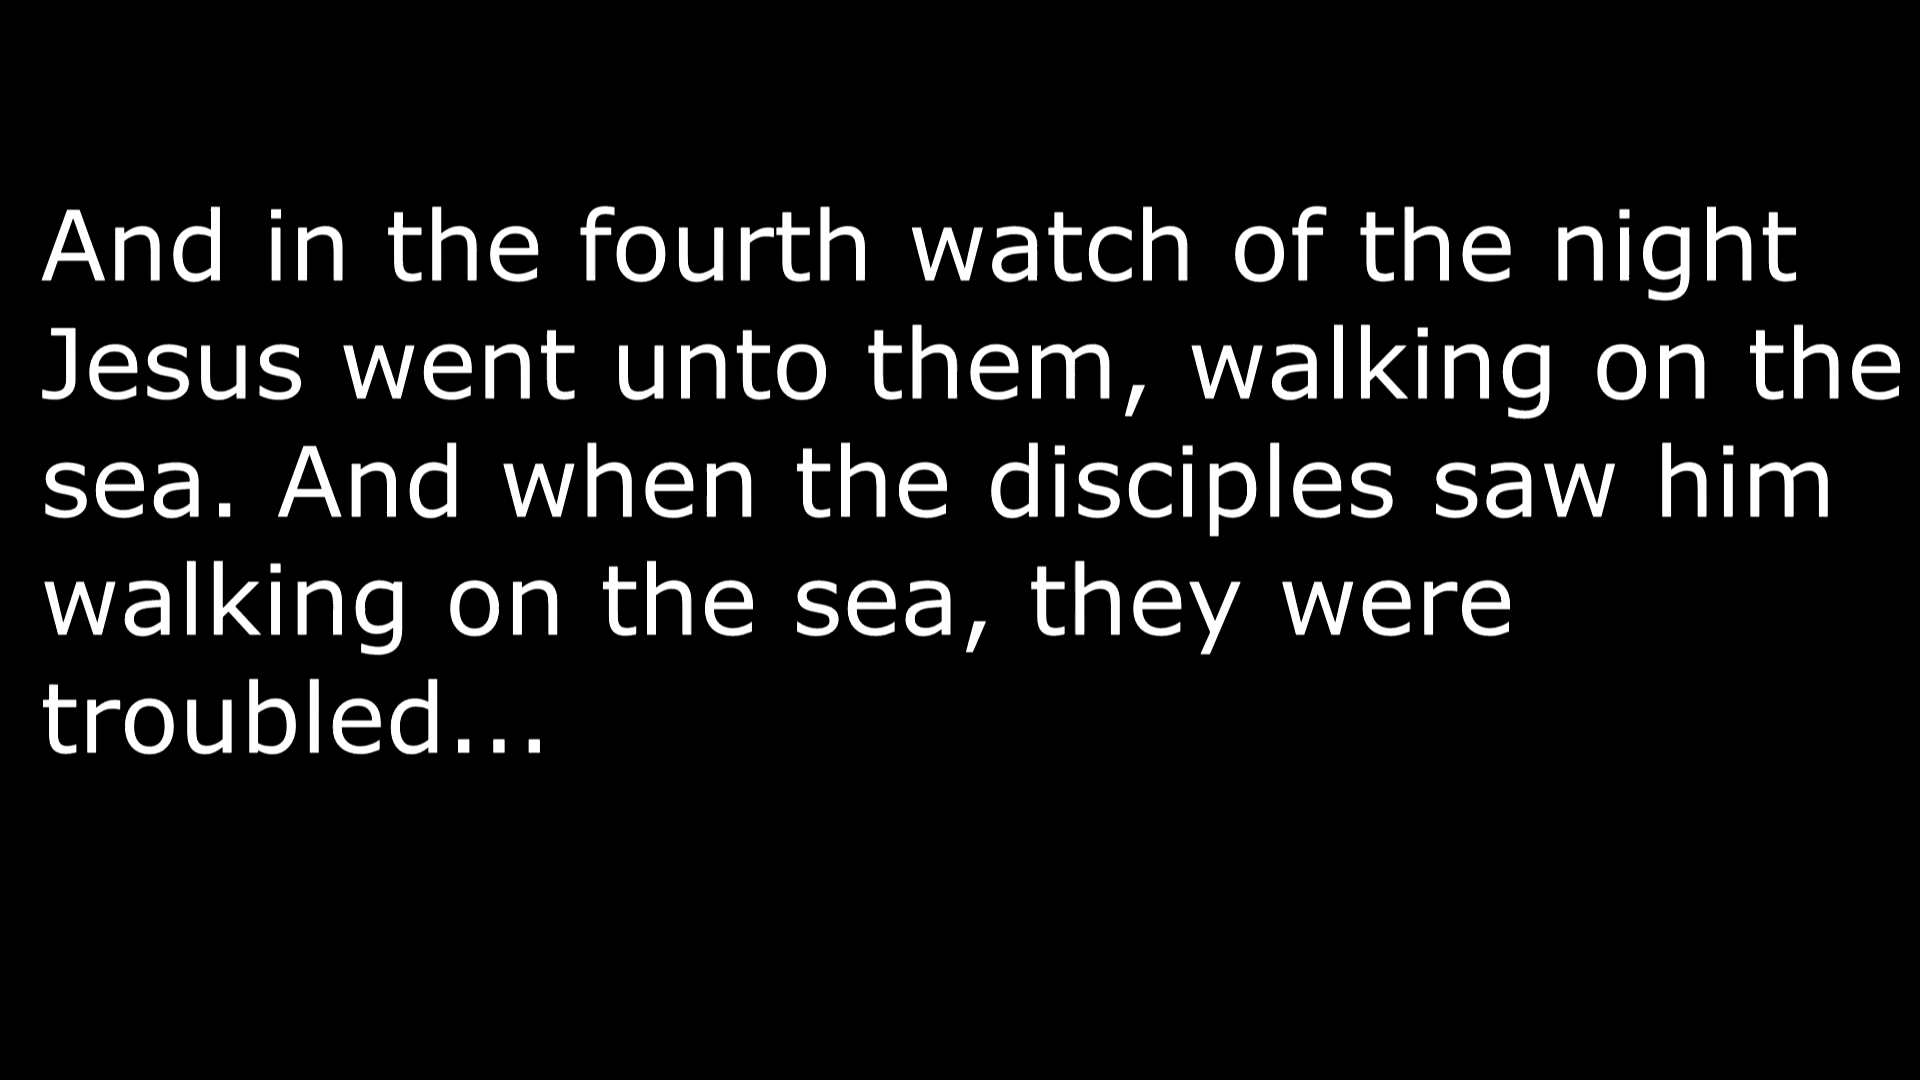 And in the fourth watch of the night
Jesus went unto them, walking on the
sea. And when the disciples saw him
walking on the sea, they were
troubled...